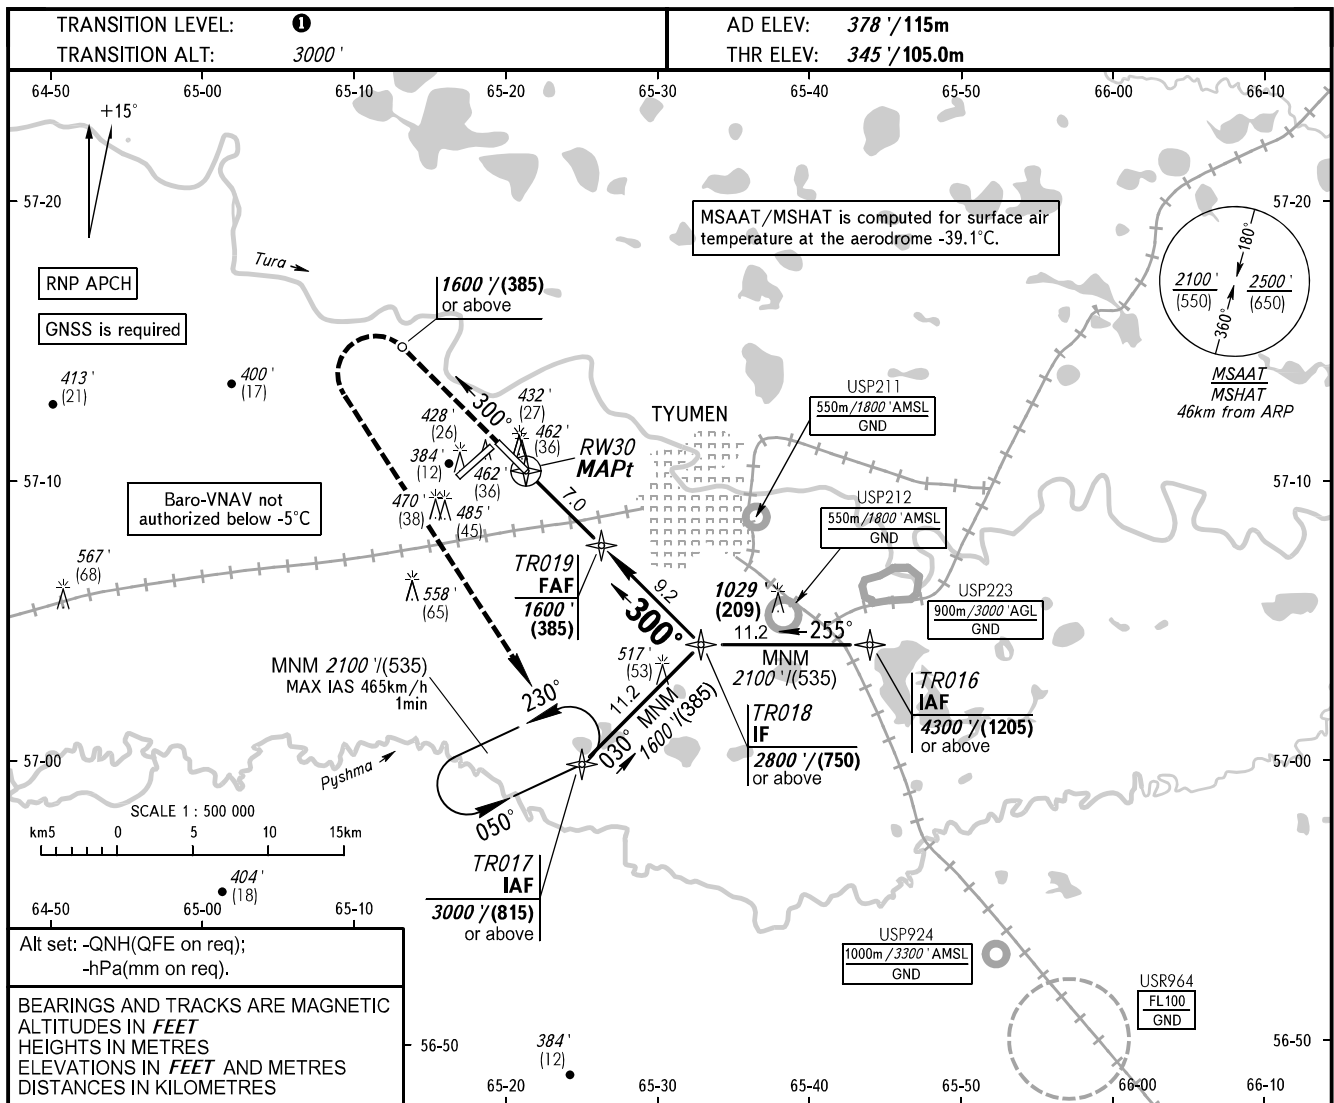 TRANSITION LEVEL: ❶
TRANSITION ALT: 3000 '
AD ELEV: 378 ' / 115m
THR ELEV: 345 ' / 105.0m
64-50 65-00 65-10 65-20 65-30 65-40 65-50 66-00 66-10
+15°
57-20 57-20
MSAAT/MSHAT is computed for surface air
temperature at the aerodrome -39.1°C.
180°
2100 ' 2500 '
(550) (650)
360°
MSAAT
MSHAT
46km from ARP
Tura
RNP APCH
GNSS is required
1600 '/(385)
or above
413 '
(21)
400 '
(17)
300°
432 '
(27)
428 '
(26)
462 '
(36)
384 '
(12)
462 '
(36)
RW30
MAPt
TYUMEN
USP211
550m/1800 'AMSL
GND
57-10 57-10
Baro-VNAV not
authorized below -5°C
470 '
(38)
485 '
(45)
7.0
USP212
550m/1800 'AMSL
GND
567 '
(68)
558 '
(65)
TR019
FAF
1600 '
(385)
9.2
300°
1029 '
(209)
11.2
255°
MNM
2100 '/(535)
USP223
900m/3000 'AGL
GND
517 '
(53)
MNM 2100 '/(535)
MAX IAS 465km/h
1min
230°
11.2
030°
MNM
1600 '/(385)
TR018
IF
2800 '/(750)
or above
TR016
IAF
4300 '/(1205)
or above
57-00 57-00
Pyshma
050°
SCALE 1 : 500 000
km5 0 5 10 15km
TR017
IAF
3000 '/(815)
or above
404 '
(18)
64-50 65-00 65-10
USP924
1000m/3300 'AMSL
GND
USR964
FL100
GND
Alt set: -QNH(QFE on req);
-hPa(mm on req).
BEARINGS AND TRACKS ARE MAGNETIC
ALTITUDES IN FEET
HEIGHTS IN METRES
ELEVATIONS IN FEET AND METRES
DISTANCES IN KILOMETRES
56-50 56-50
384 '
(12)
65-20 65-30 65-40 65-50 66-00 66-10